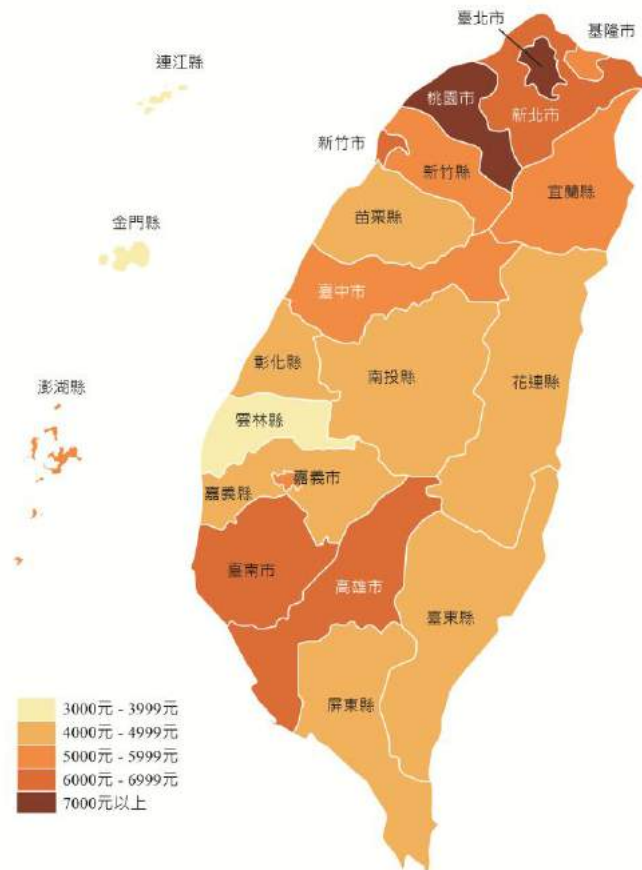 臺北市
基隆市
連江縣
桃園市
新北市
新竹市
新竹縣
宜蘭縣
苗栗縣
金門縣
臺中市
彰化縣
南投縣
花連縣
澎湖縣
雲林縣
嘉義市
嘉義縣
臺南市
高雄市
臺東縣
屏東縣
3000元 - 3999元
4000元 - 4999元
5000元 - 5999元
6000元 - 6999元
7000元以上